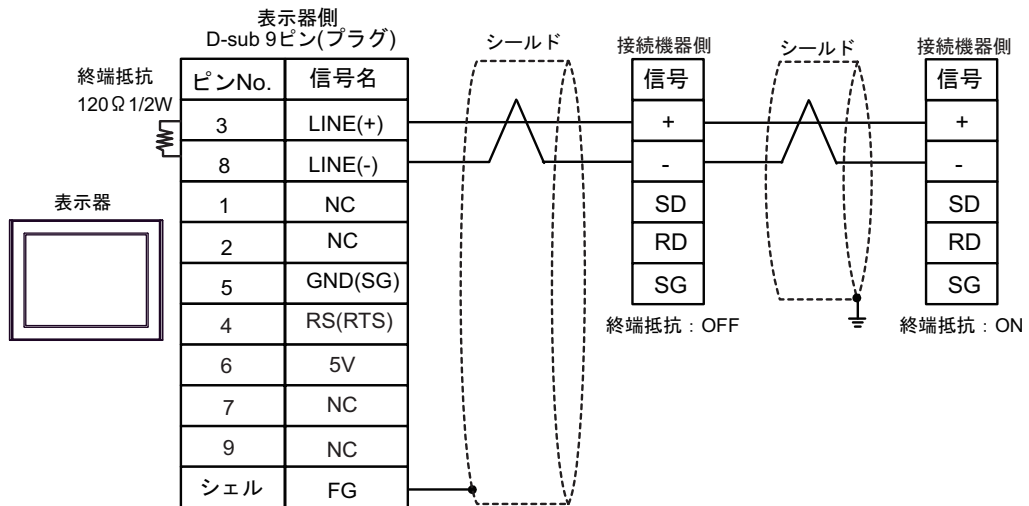 表示器側
D-sub 9ピン(プラグ)
シールド
接続機器側
シールド
接続機器側
終端抵抗
120Ω 1/2W
ピンNo. 信号名
信号
信号
3 LINE(+)
+
+
8 LINE(-)
-
-
表示器
1 NC
SD
SD
2 NC
RD
RD
5 GND(SG)
SG
SG
4 RS(RTS)
終端抵抗：OFF
終端抵抗：ON
6 5V
7 NC
9 NC
シェル FG